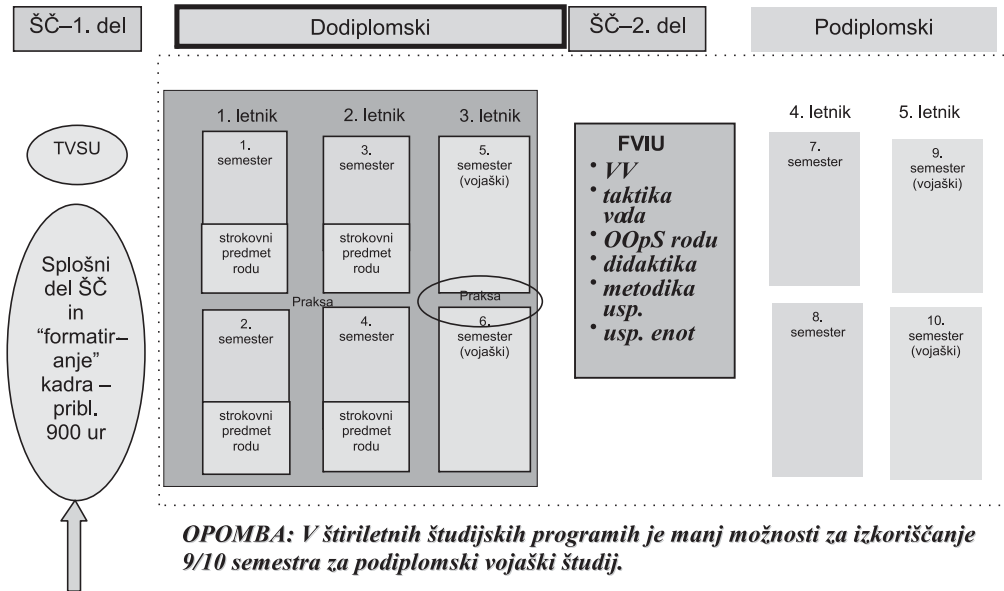 ŠČ–1. del
Dodiplomski
ŠČ–2. del
Podiplomski
TVSU
Splošni
del ŠČ
in
“formatir–
anje”
kadra –
pribl.
900 ur
1. letnik
2. letnik
3. letnik
1.
semester
strokovni
predmet
rodu
3.
semester
strokovni
predmet
rodu
5.
semester
(vojaški)
Praksa
Praksa
2.
semester
strokovni
predmet
rodu
4.
semester
strokovni
predmet
rodu
6.
semester
(vojaški)
FVIU
• VV
• taktika
voda
• OOpS rodu
• didaktika
• metodika
usp.
• usp. enot
4. letnik
5. letnik
7.
semester
9.
semester
(vojaški)
8.
semester
10.
semester
(vojaški)
OPOMBA: V štiriletnih študijskih programih je manj možnosti za izkoriščanje
9/10 semestra za podiplomski vojaški študij.